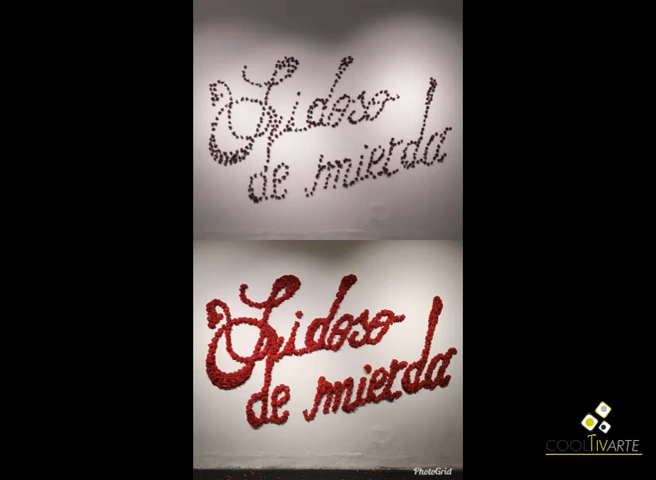 Sidoso
de mierda
Sidoso
de mierda
PhotoGrid
COOLTIVARTE